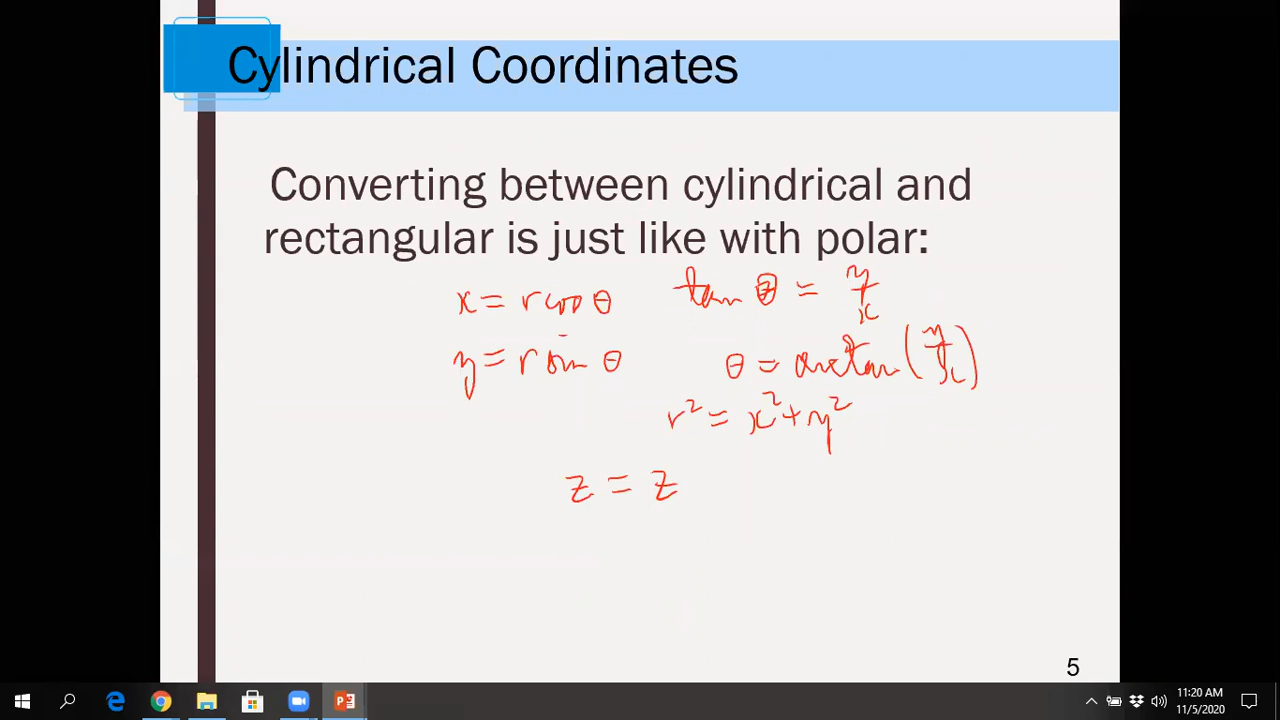 Cylindrical Coordinates
Converting between cylindrical and
rectangular is just like with polar:
x = r cos θ
tan θ = y/x
y = r sin θ
θ = arctan(y/x)
r² = x² + y²
z = z
5
11:20 AM
11/5/2020